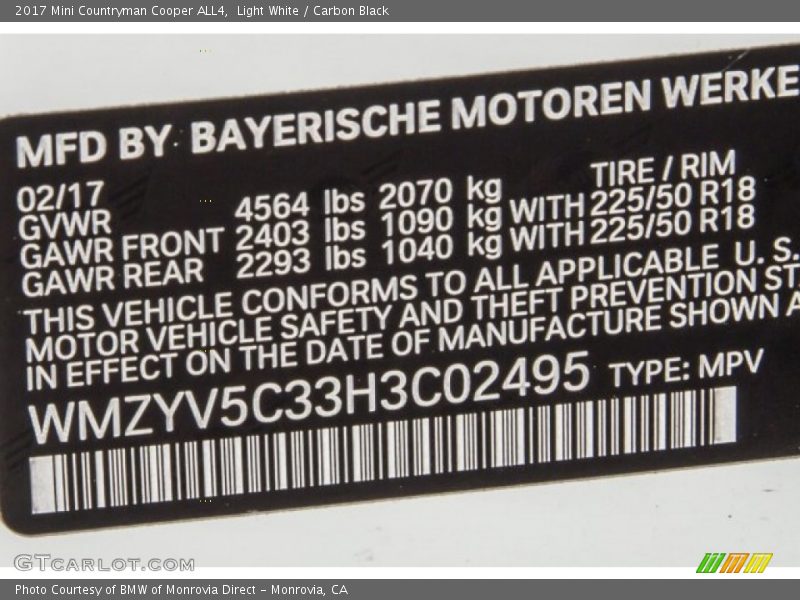 2017 Mini Countryman Cooper ALL4, Light White / Carbon Black
MFD BY BAYERISCHE MOTOREN WERKE
02/17 TIRE / RIM
GVWR 4564 lbs 2070 kg
GAWR FRONT 2403 lbs 1090 kg WITH 225/50 R18
GAWR REAR 2293 lbs 1040 kg WITH 225/50 R18
THIS VEHICLE CONFORMS TO ALL APPLICABLE U. S.
MOTOR VEHICLE SAFETY AND THEFT PREVENTION ST
IN EFFECT ON THE DATE OF MANUFACTURE SHOWN A
WMZYV5C33H3C02495 TYPE: MPV
GTCARLOT.COM
Photo Courtesy of BMW of Monrovia Direct - Monrovia, CA